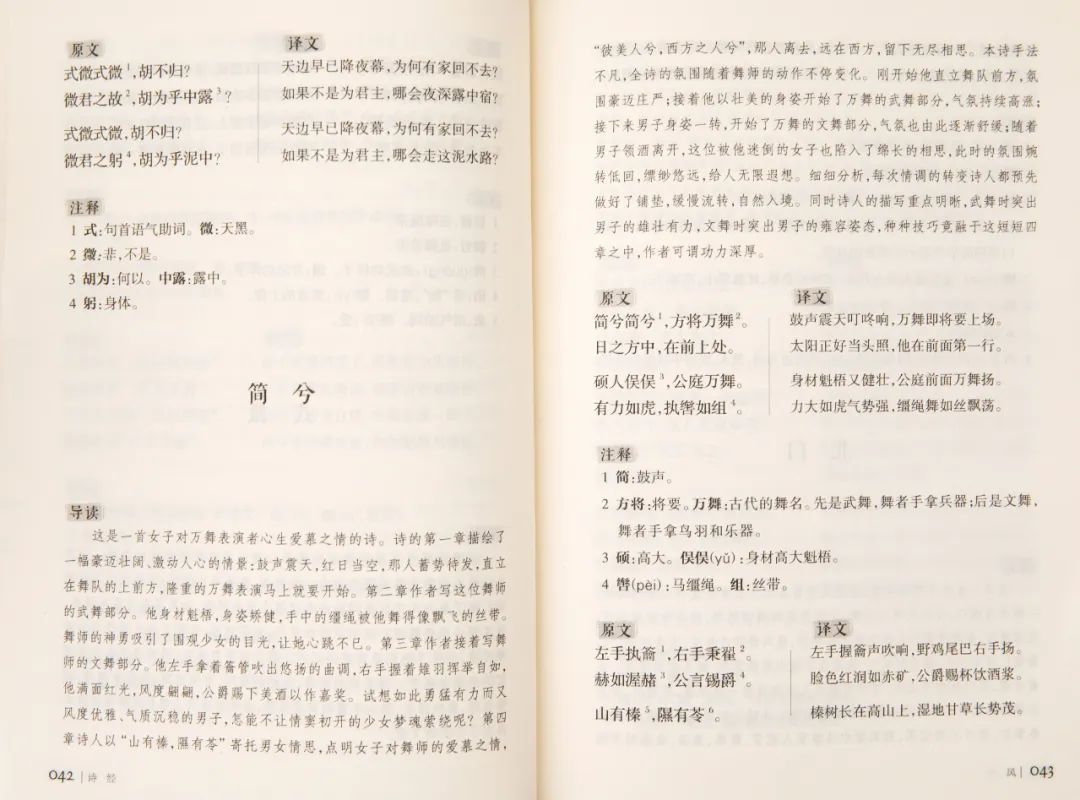 原文
译文
式微式微1,胡不归?
天边早已降夜幕,为何有家回不去?
微君之故2,胡为乎中露3?
如果不是为君主,哪会夜深露中宿?
式微式微,胡不归?
天边早已降夜幕,为何有家回不去?
微君之躬4,胡为乎泥中?
如果不是为君主,哪会走这泥水路?
注释
1 式:句首语气助词。微:天黑。
2 微:非,不是。
3 胡为:何以。中露:露中。
4 躬:身体。
简 兮
导读
这是一首女子对万舞表演者心生爱慕之情的诗。诗的第一章描绘了
一幅豪迈壮阔、激动人心的情景:鼓声震天,红日当空,那人蓄势待发,直立
在舞队的上前方,隆重的万舞表演马上就要开始。第二章作者写这位舞师
的武舞部分。他身材魁梧,身姿矫健,手中的缰绳被他舞得像飘飞的丝带。
舞师的神勇吸引了围观少女的目光,让她心跳不已。第三章作者接着写舞
师的文舞部分。他左手拿着籥管吹出悠扬的曲调,右手握着雉羽挥举自如,
他满面红光,风度翩翩,公爵赐下美酒以作嘉奖。试想如此勇猛有力而又
风度优雅、气质沉稳的男子,怎能不让情窦初开的少女梦魂萦绕呢?第四
章诗人以“山有榛,隰有苓”寄托男女情思,点明女子对舞师的爱慕之情,
042 | 诗 经
“彼美人兮,西方之人兮”,那人离去,远在西方,留下无尽相思。本诗手法
不凡,全诗的氛围随着舞师的动作不停变化。刚开始他直立舞队前方,氛
围豪迈庄严;接着他以壮美的身姿开始了万舞的武舞部分,气氛持续高涨;
接下来男子身姿一转,开始了万舞的文舞部分,气氛也由此逐渐舒缓;随着
男子领酒离开,这位被他迷倒的女子也陷入了绵长的相思,此时的氛围婉
转低回,缥缈悠远,给人无限遐想。细细分析,每次情调的转变诗人都预先
做好了铺垫,缓慢流转,自然入境。同时诗人的描写重点明晰,武舞时突出
男子的雄壮有力,文舞时突出男子的雍容姿态,种种技巧竟融于这短短四
章之中,作者可谓功力深厚。
原文
译文
简兮简兮1,方将万舞2。
鼓声震天叮咚响,万舞即将要上场。
日之方中,在前上处。
太阳正好当头照,他在前面第一行。
硕人俣俣3,公庭万舞。
身材魁梧又健壮,公庭前面万舞扬。
有力如虎,执辔如组4。
力大如虎气势强,缰绳舞如丝飘荡。
注释
1 简:鼓声。
2 方将:将要。万舞:古代的舞名。先是武舞,舞者手拿兵器;后是文舞,
舞者手拿鸟羽和乐器。
3 硕:高大。俣俣(yǔ):身材高大魁梧。
4 辔(pèi):马缰绳。组:丝带。
原文
译文
左手执籥1,右手秉翟2。
左手握籥声吹响,野鸡尾巴右手扬。
赫如渥赭3,公言锡爵4。
脸色红润如赤矿,公爵赐杯饮酒浆。
山有榛5,隰有苓6。
榛树长在高山上,湿地甘草长势茂。
风 | 043